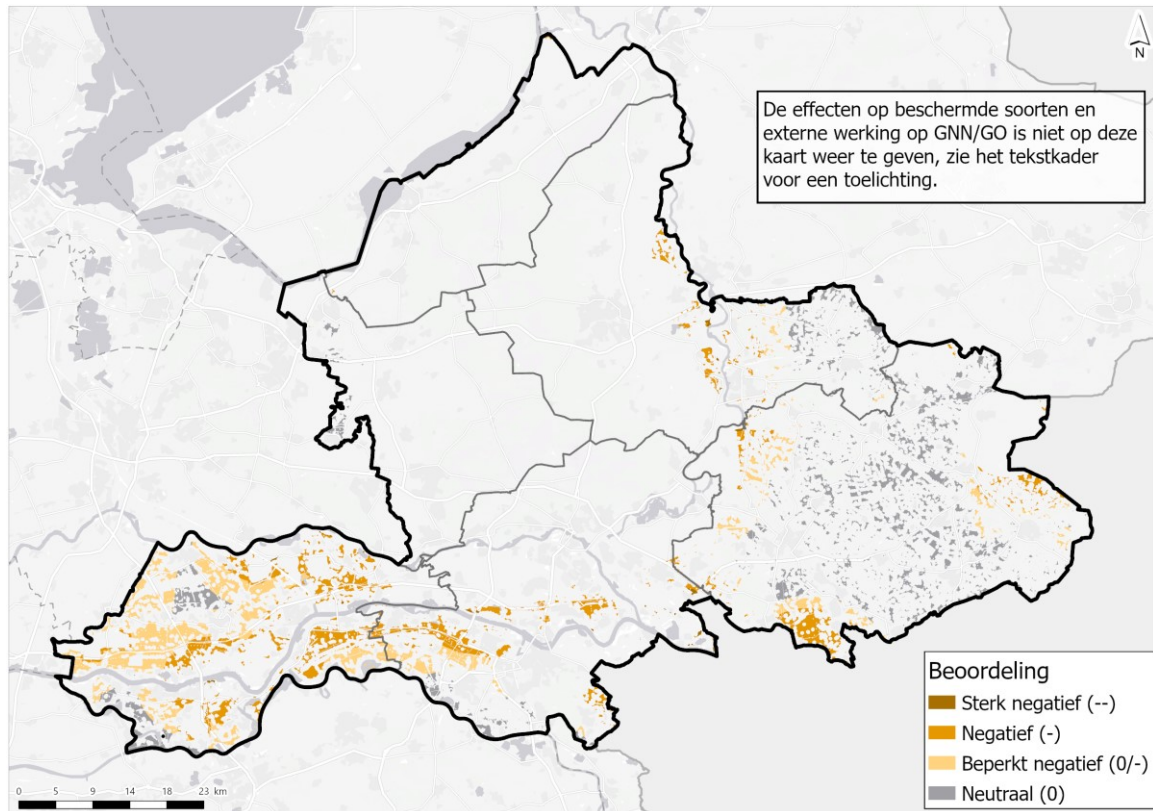 N
De effecten op beschermde soorten en
externe werking op GNN/GO is niet op deze
kaart weer te geven, zie het tekstkader
voor een toelichting.
Beoordeling
Sterk negatief (--)
Negatief (-)
Beperkt negatief (0/-)
Neutraal (0)
0 5 9 14 18 23 km